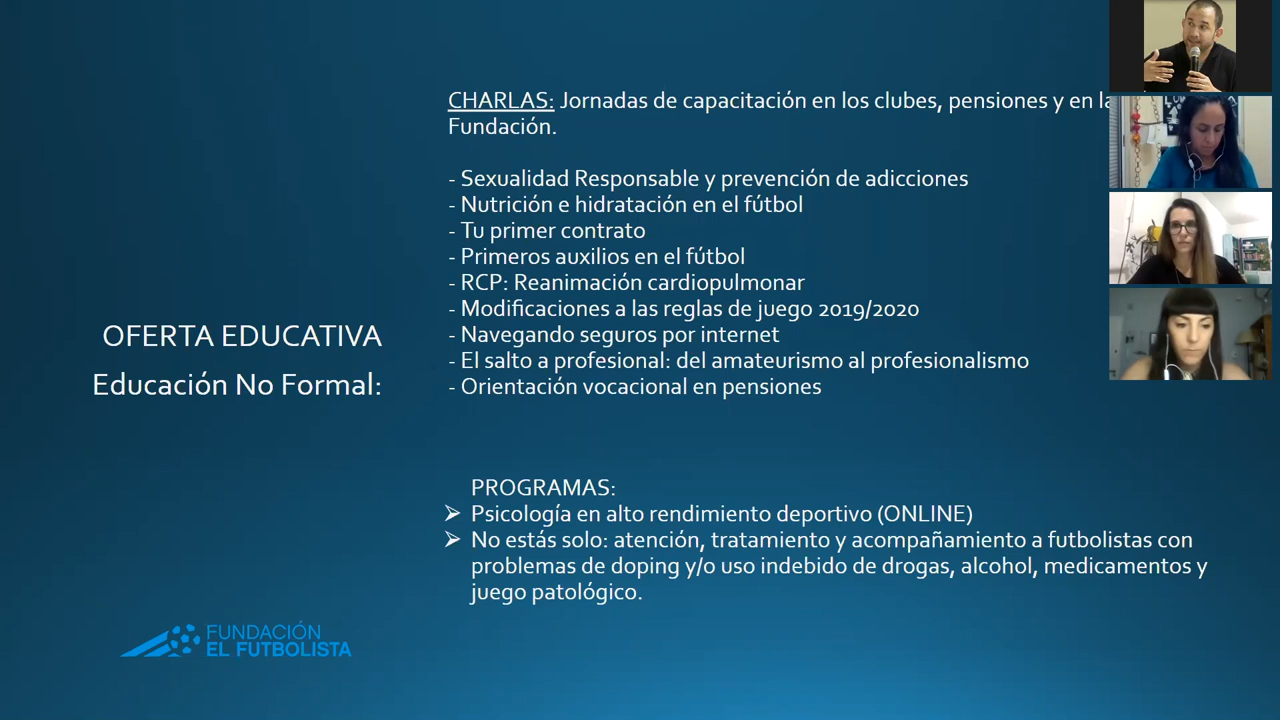 OFERTA EDUCATIVA
Educación No Formal:
CHARLAS: Jornadas de capacitación en los clubes, pensiones y en la
Fundación.
- Sexualidad Responsable y prevención de adicciones
- Nutrición e hidratación en el fútbol
- Tu primer contrato
- Primeros auxilios en el fútbol
- RCP: Reanimación cardiopulmonar
- Modificaciones a las reglas de juego 2019/2020
- Navegando seguros por internet
- El salto a profesional: del amateurismo al profesionalismo
- Orientación vocacional en pensiones
PROGRAMAS:
➢ Psicología en alto rendimiento deportivo (ONLINE)
➢ No estás solo: atención, tratamiento y acompañamiento a futbolistas con
problemas de doping y/o uso indebido de drogas, alcohol, medicamentos y
juego patológico.
FUNDACIÓN
EL FUTBOLISTA